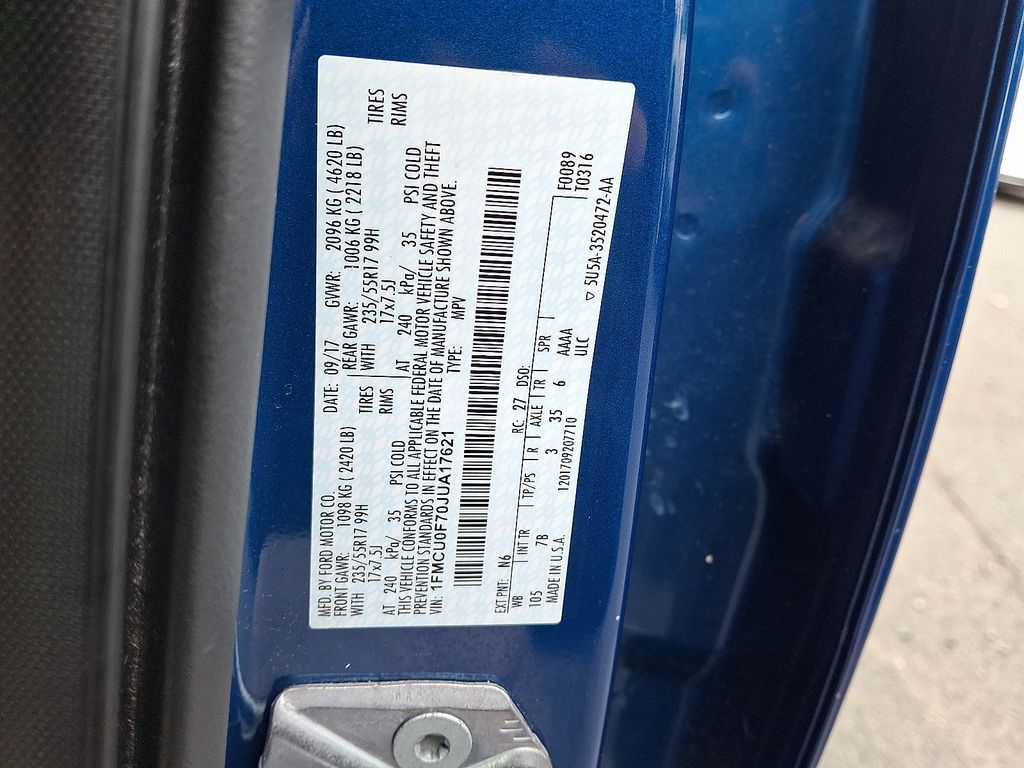 MFD. BY FORD MOTOR CO.
DATE: 09/17 GVWR: 2096 KG ( 4620 LB)
FRONT GAWR: 1098 KG ( 2420 LB)
REAR GAWR: 1006 KG ( 2218 LB)
WITH 235/55R17 99H TIRES
WITH 235/55R17 99H TIRES
17x7.5J RIMS
17x7.5J RIMS
AT 240 kPa/ 35 PSI COLD
AT 240 kPa/ 35 PSI COLD
THIS VEHICLE CONFORMS TO ALL APPLICABLE FEDERAL MOTOR VEHICLE SAFETY AND THEFT
PREVENTION STANDARDS IN EFFECT ON THE DATE OF MANUFACTURE SHOWN ABOVE.
VIN: 1FMCU0F70JUA17621 TYPE: MPV
EXT PNT: N6 RC: 27 DSO: F0089
WB INT TR TP/PS R AXLE TR SPR T0316
105 7B 3 35 6 AAAA
MADE IN U.S.A. 1201709207710 ULC ▽ 5U5A-3520472-AA